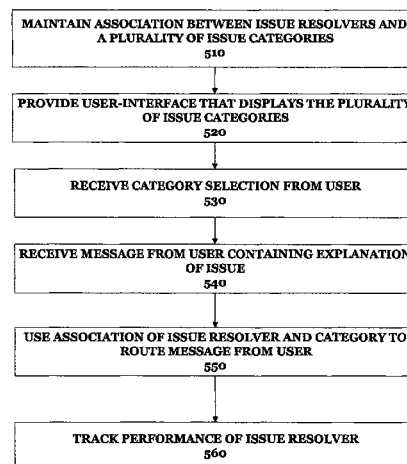 MAINTAIN ASSOCIATION BETWEEN ISSUE RESOLVERS AND
A PLURALITY OF ISSUE CATEGORIES
510
PROVIDE USER-INTERFACE THAT DISPLAYS THE PLURALITY
OF ISSUE CATEGORIES
520
RECEIVE CATEGORY SELECTION FROM USER
530
RECEIVE MESSAGE FROM USER CONTAINING EXPLANATION
OF ISSUE
540
USE ASSOCIATION OF ISSUE RESOLVER AND CATEGORY TO
ROUTE MESSAGE FROM USER
550
TRACK PERFORMANCE OF ISSUE RESOLVER
560